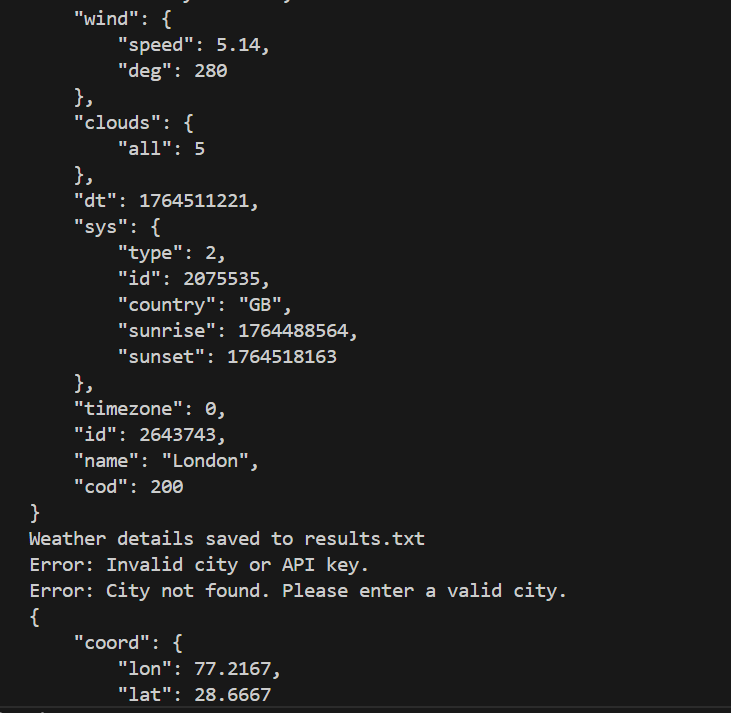 "wind": {
        "speed": 5.14,
        "deg": 280
    },
    "clouds": {
        "all": 5
    },
    "dt": 1764511221,
    "sys": {
        "type": 2,
        "id": 2075535,
        "country": "GB",
        "sunrise": 1764488564,
        "sunset": 1764518163
    },
    "timezone": 0,
    "id": 2643743,
    "name": "London",
    "cod": 200
}
Weather details saved to results.txt
Error: Invalid city or API key.
Error: City not found. Please enter a valid city.
{
    "coord": {
        "lon": 77.2167,
        "lat": 28.6667